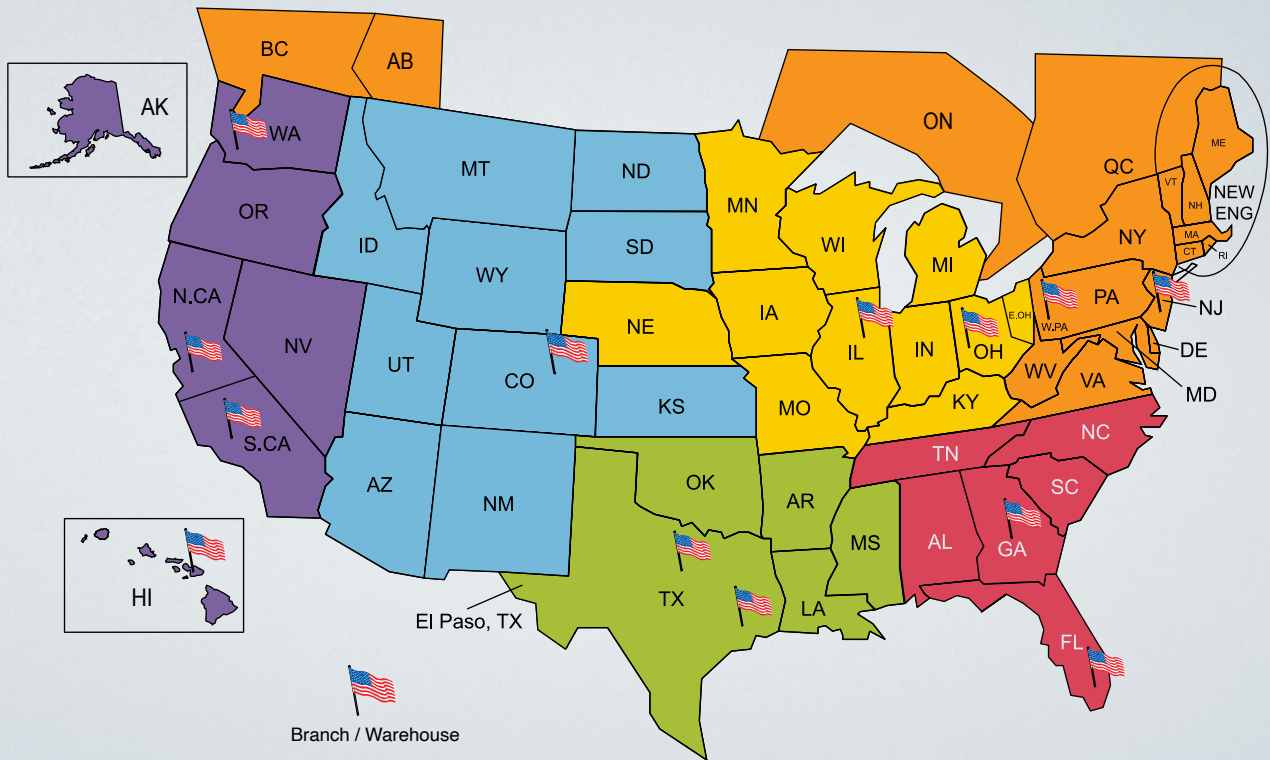 BC
AB
AK
WA
MT
ND
MN
ON
QC
ME
VT
NH
NEW
ENG
OR
ID
SD
WI
MI
NY
MA
CT
RI
WY
N.CA
NV
UT
CO
NE
IA
IL
IN
OH
E.OH
W.PA
PA
NJ
DE
MD
WV
VA
KS
MO
KY
S.CA
AZ
NM
OK
AR
TN
NC
SC
HI
El Paso, TX
TX
LA
MS
AL
GA
FL
Branch / Warehouse